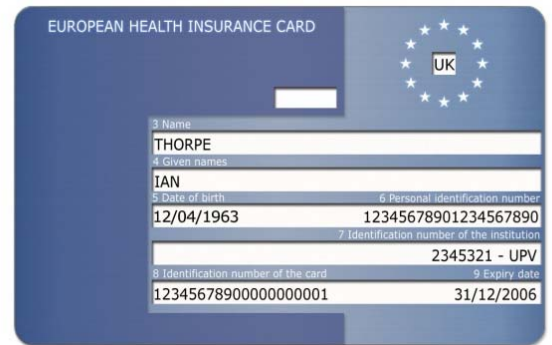 EUROPEAN HEALTH INSURANCE CARD
UK
3 Name
THORPE
4 Given names
IAN
5 Date of birth 6 Personal identification number
12/04/1963 12345678901234567890
7 Identification number of the institution
2345321 - UPV
8 Identification number of the card 9 Expiry date
12345678900000000001 31/12/2006